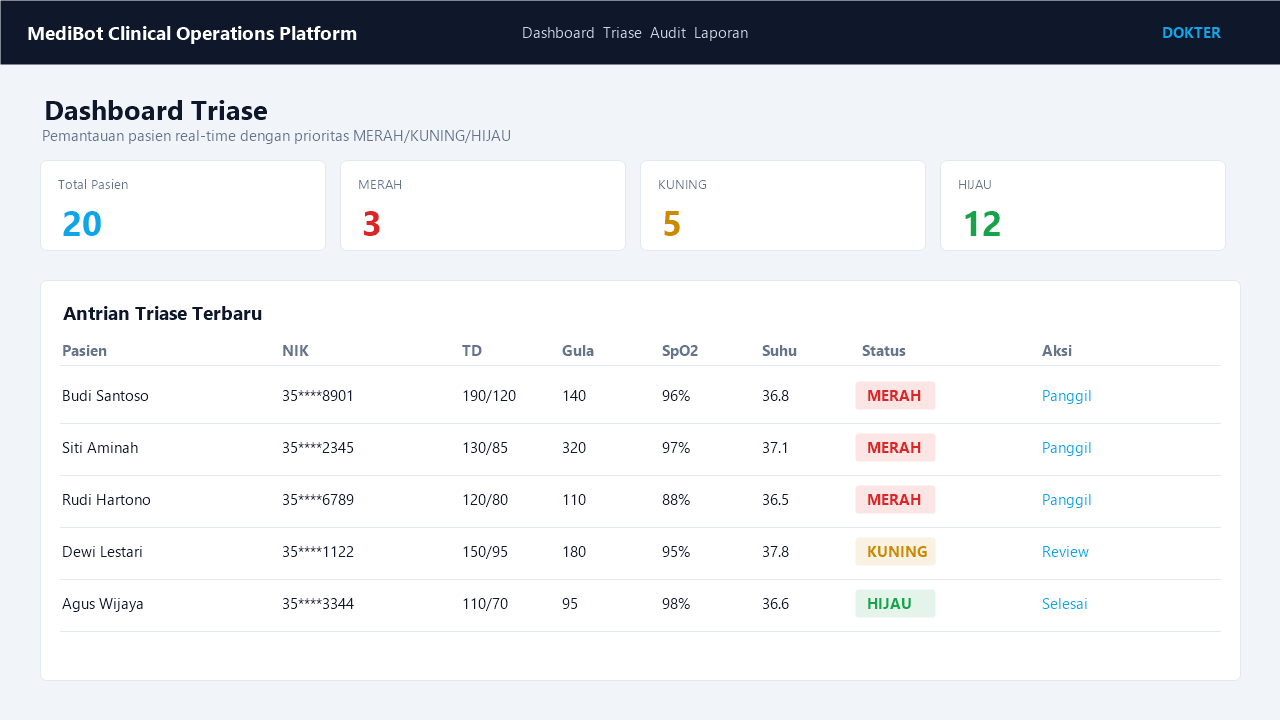 MediBot Clinical Operations Platform Dashboard Triase Audit Laporan DOKTER
Dashboard Triase
Pemantauan pasien real-time dengan prioritas MERAH/KUNING/HIJAU
Total Pasien MERAH KUNING HIJAU
20 3 5 12
Antrian Triase Terbaru
Pasien NIK TD Gula SpO2 Suhu Status Aksi
Budi Santoso 35****8901 190/120 140 96% 36.8 MERAH Panggil
Siti Aminah 35****2345 130/85 320 97% 37.1 MERAH Panggil
Rudi Hartono 35****6789 120/80 110 88% 36.5 MERAH Panggil
Dewi Lestari 35****1122 150/95 180 95% 37.8 KUNING Review
Agus Wijaya 35****3344 110/70 95 98% 36.6 HIJAU Selesai